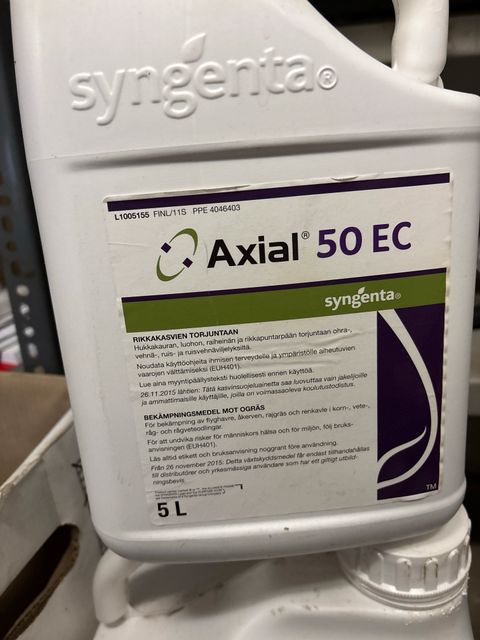 syngenta®
L1005155 FINL/11S PPE 4046403
Axial® 50 EC
syngenta®
RIKKAKASVIEN TORJUNTAAN
Hukkakauran, luohon, raiheinän ja rikkapuntarpään torjuntaan ohra-,
vehnä-, ruis- ja ruisvehnäviljelyksiltä.
Noudata käyttöohjeita ihmisen terveydelle ja ympäristölle aiheutuvien
vaarojen välttämiseksi (EUH401).
Lue aina myyntipäällysteksti huolellisesti ennen käyttöä.
26.11.2015 lähtien: Tätä kasvinsuojeluainetta saa luovuttaa vain jakelijoille
ja ammattimaisille käyttäjille, joilla on voimassaoleva koulutustodistus.
BEKÄMPNINGSMEDEL MOT OGRÄS
För bekämpning av flyghavre, åkerven, rajgräs och renkavle i korn-, vete-,
råg- och rågveteodlingar.
För att undvika risker för människors hälsa och för miljön, följ bruks-
anvisningen (EUH401).
Läs alltid etikett och bruksanvisning noggrant före användning.
Från 26 november 2015: Detta växtskyddsmedel får endast tillhandahållas
till distributörer och yrkesmässiga användare som har ett giltigt utbild-
ningsbevis.
5 L
TM